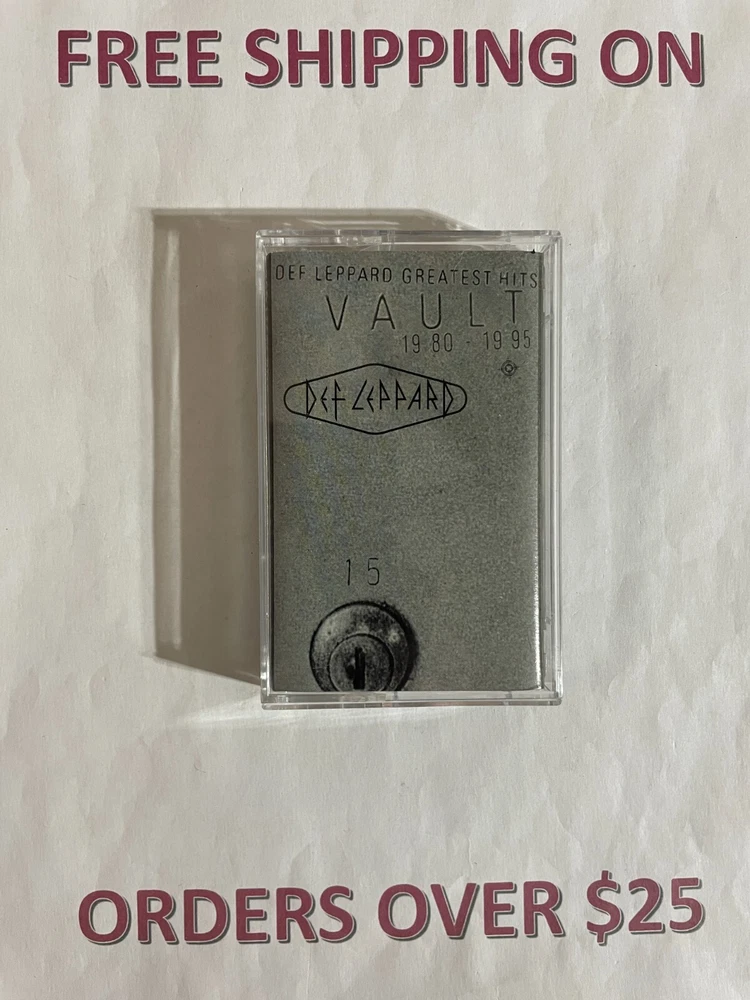 FREE SHIPPING ON
DEF LEPPARD GREATEST HITS
VAULT
1980 - 1995
DEF LEPPARD
15
ORDERS OVER $25